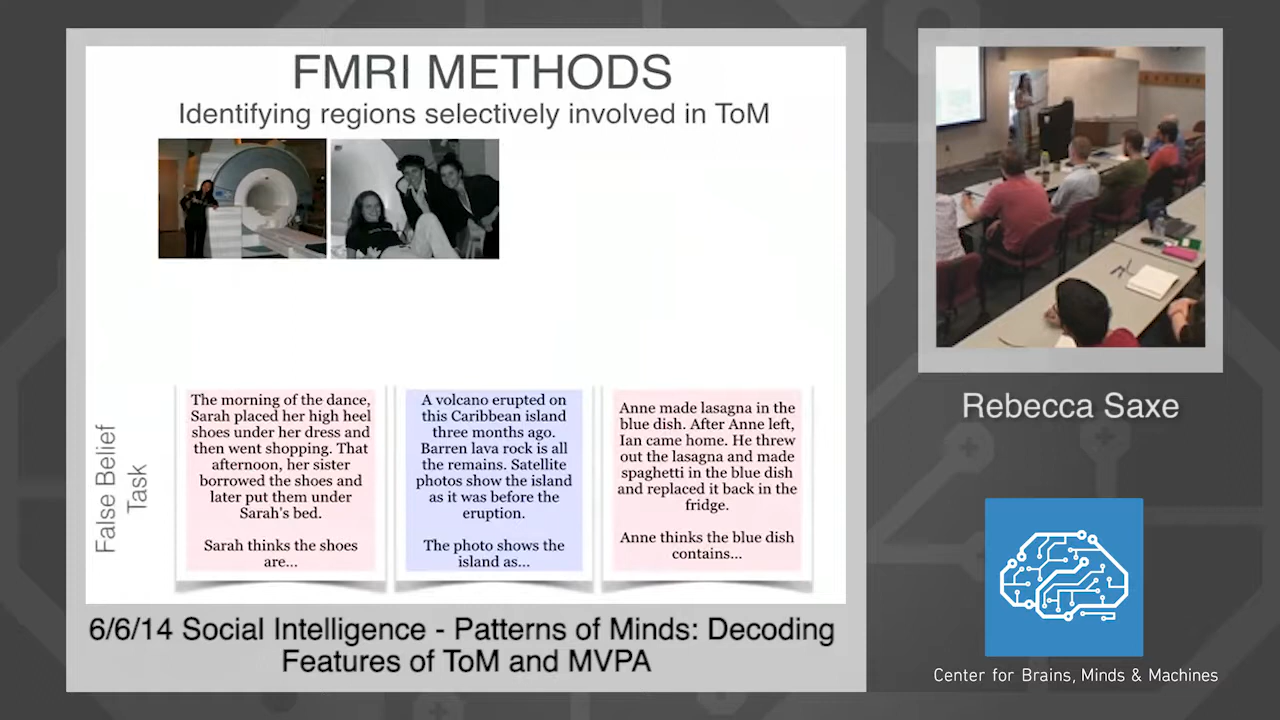 FMRI METHODS
Identifying regions selectively involved in ToM
False Belief
Task
The morning of the dance,
Sarah placed her high heel
shoes under her dress and
then went shopping. That
afternoon, her sister
borrowed the shoes and
later put them under
Sarah's bed.
Sarah thinks the shoes
are...
A volcano erupted on
this Caribbean island
three months ago.
Barren lava rock is all
the remains. Satellite
photos show the island
as it was before the
eruption.
The photo shows the
island as...
Anne made lasagna in the
blue dish. After Anne left,
Ian came home. He threw
out the lasagna and made
spaghetti in the blue dish
and replaced it back in the
fridge.
Anne thinks the blue dish
contains...
6/6/14 Social Intelligence - Patterns of Minds: Decoding
Features of ToM and MVPA
Rebecca Saxe
Center for Brains, Minds & Machines